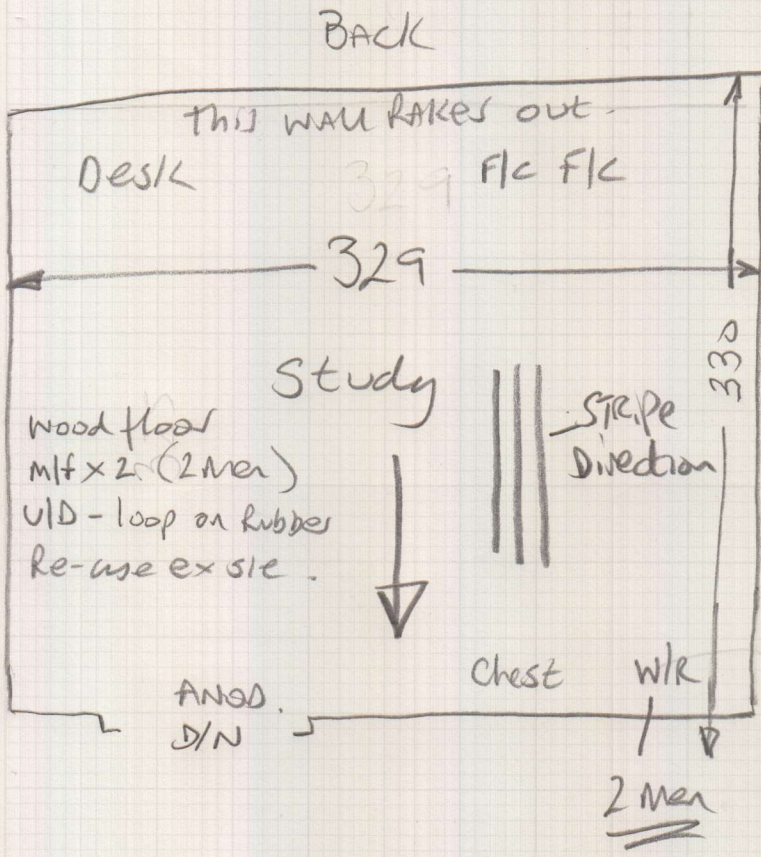 BACK
This WALL RAKES out.
Desk
F/C F/C
329
329
330
Study
STRIPE
Direction
wood floor
m/f x 2 (2 Men)
U/D - loop on Rubber
Re-use ex s/e.
Chest
W/R
ANOD.
D/N
2 Men